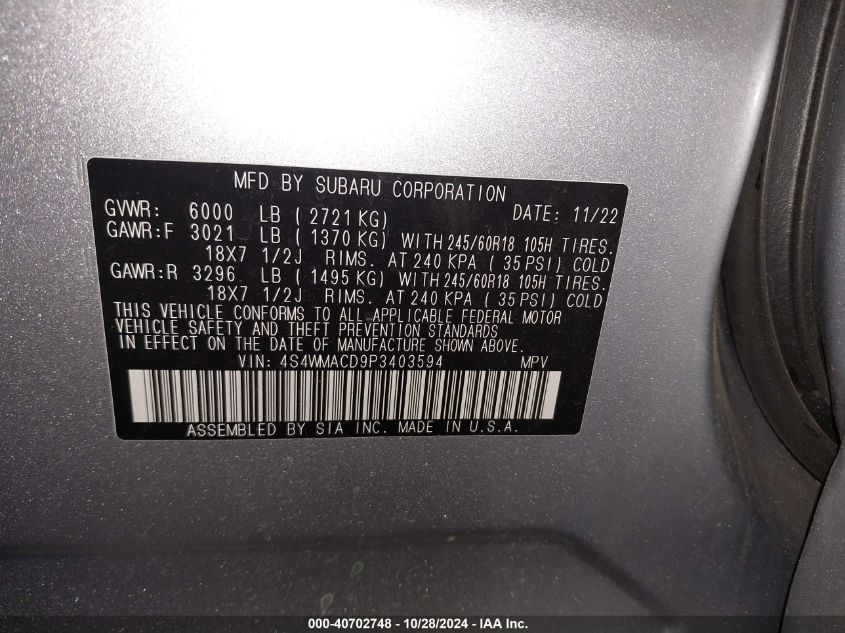 MFD BY SUBARU CORPORATION
GVWR: 6000 LB ( 2721 KG) DATE: 11/22
GAWR:F 3021 LB ( 1370 KG) WITH 245/60R18 105H TIRES.
18X7 1/2J RIMS. AT 240 KPA ( 35 PSI) COLD
GAWR:R 3296 LB ( 1495 KG) WITH 245/60R18 105H TIRES.
18X7 1/2J RIMS. AT 240 KPA ( 35 PSI) COLD
THIS VEHICLE CONFORMS TO ALL APPLICABLE FEDERAL MOTOR
VEHICLE SAFETY AND THEFT PREVENTION STANDARDS
IN EFFECT ON THE DATE OF MANUFACTURE SHOWN ABOVE.
VIN: 4S4WMACD9P3403594 MPV
ASSEMBLED BY SIA INC. MADE IN U.S.A.
000-40702748 - 10/28/2024 - IAA Inc.